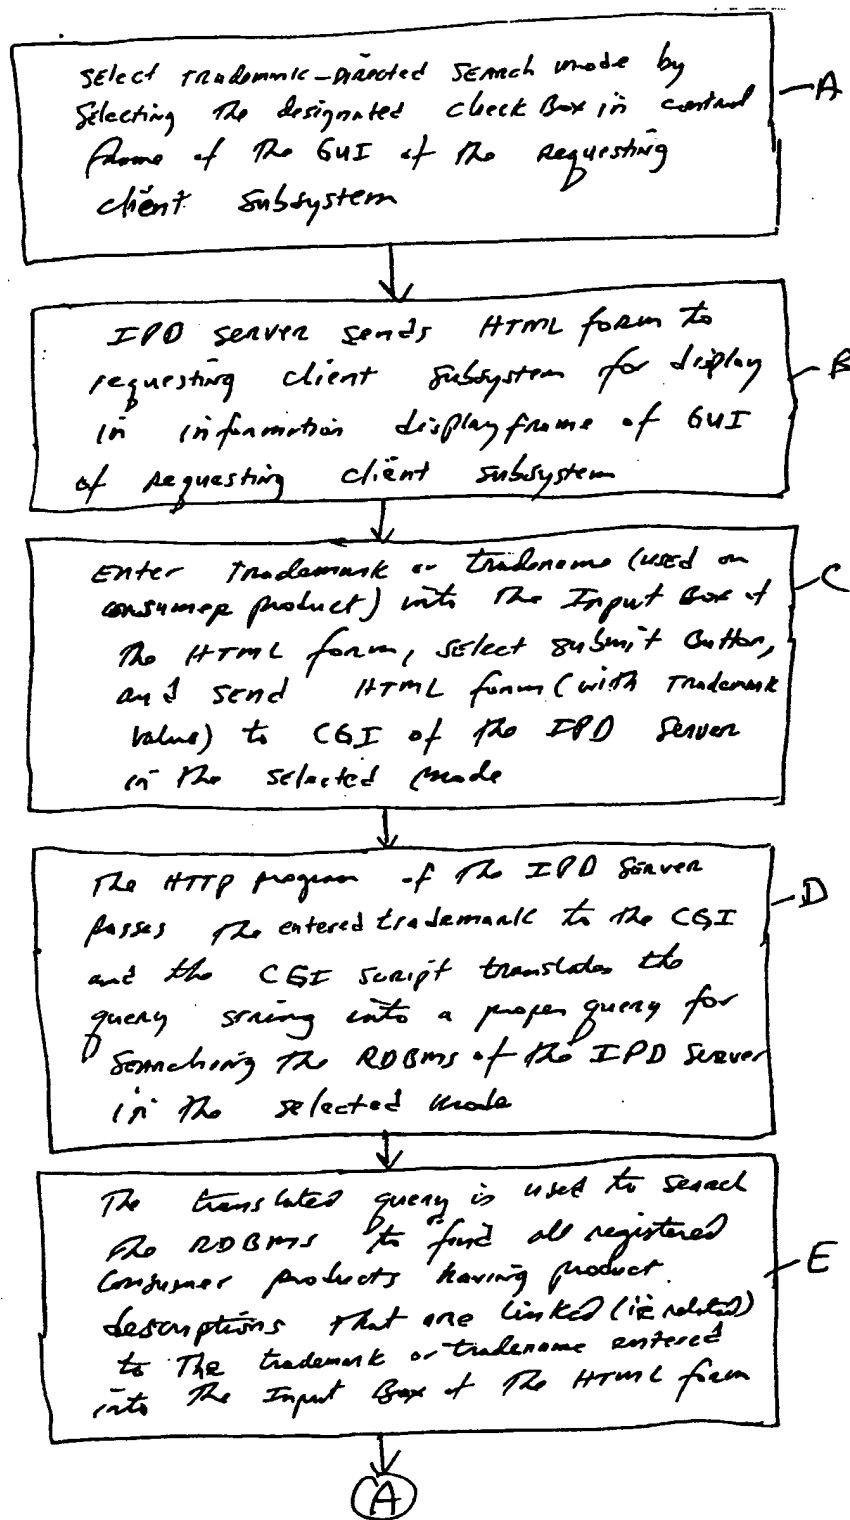 Select Trademark-Directed Search mode by
Selecting the designated check Box in control
frame of the GUI of the requesting
client subsystem
A
IPD Server sends HTML form to
requesting client subsystem for display
in information display frame of GUI
of requesting client subsystem
B
Enter Trademark or tradename (used on
consumer product) into the Input Box of
the HTML form, select submit Button,
and send HTML form (with Trademark
value) to CGI of the IPD Server
in the selected mode
C
The HTTP program of the IPD Server
passes the entered trademark to the CGI
and the CGI script translates the
query string into a proper query for
Searching the RDBMS of the IPD Server
in the selected mode
D
The translated query is used to search
the RDBMS to find all registered
Consumer products having product
descriptions that are linked (ie related)
to the trademark or tradename entered
into the Input Box of the HTML form
E
A